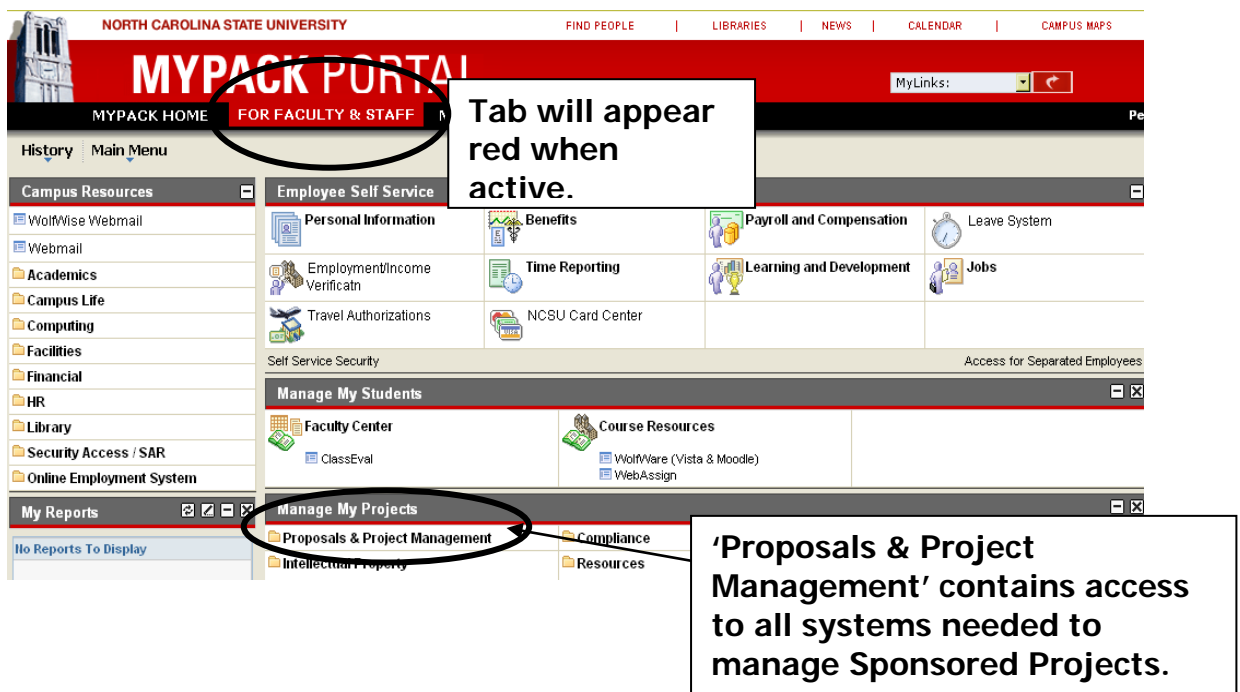 NORTH CAROLINA STATE UNIVERSITY FIND PEOPLE | LIBRARIES | NEWS | CALENDAR | CAMPUS MAPS
MYPACK PORTAL
MyLinks:
MYPACK HOME FOR FACULTY & STAFF
Tab will appear
red when
active.
History Main Menu
Campus Resources
WolfWise Webmail
Webmail
Academics
Campus Life
Computing
Facilities
Financial
HR
Library
Security Access / SAR
Online Employment System
My Reports
No Reports To Display
Employee Self Service
Personal Information Benefits Payroll and Compensation Leave System
Employment/Income
Verificatn
Time Reporting Learning and Development Jobs
Travel Authorizations NCSU Card Center
Self Service Security Access for Separated Employees
Manage My Students
Faculty Center
ClassEval
Course Resources
WolfWare (Vista & Moodle)
WebAssign
Manage My Projects
Proposals & Project Management Compliance
Intellectual Property Resources
‘Proposals & Project
Management’ contains access
to all systems needed to
manage Sponsored Projects.